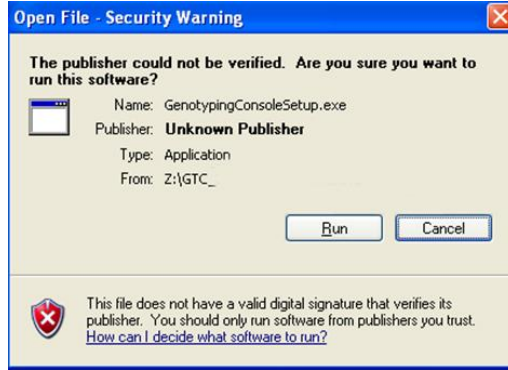 Open File - Security Warning
The publisher could not be verified. Are you sure you want to
run this software?
Name: GenotypingConsoleSetup.exe
Publisher: Unknown Publisher
Type: Application
From: Z:\GTC_
Run Cancel
This file does not have a valid digital signature that verifies its
publisher. You should only run software from publishers you trust.
How can I decide what software to run?